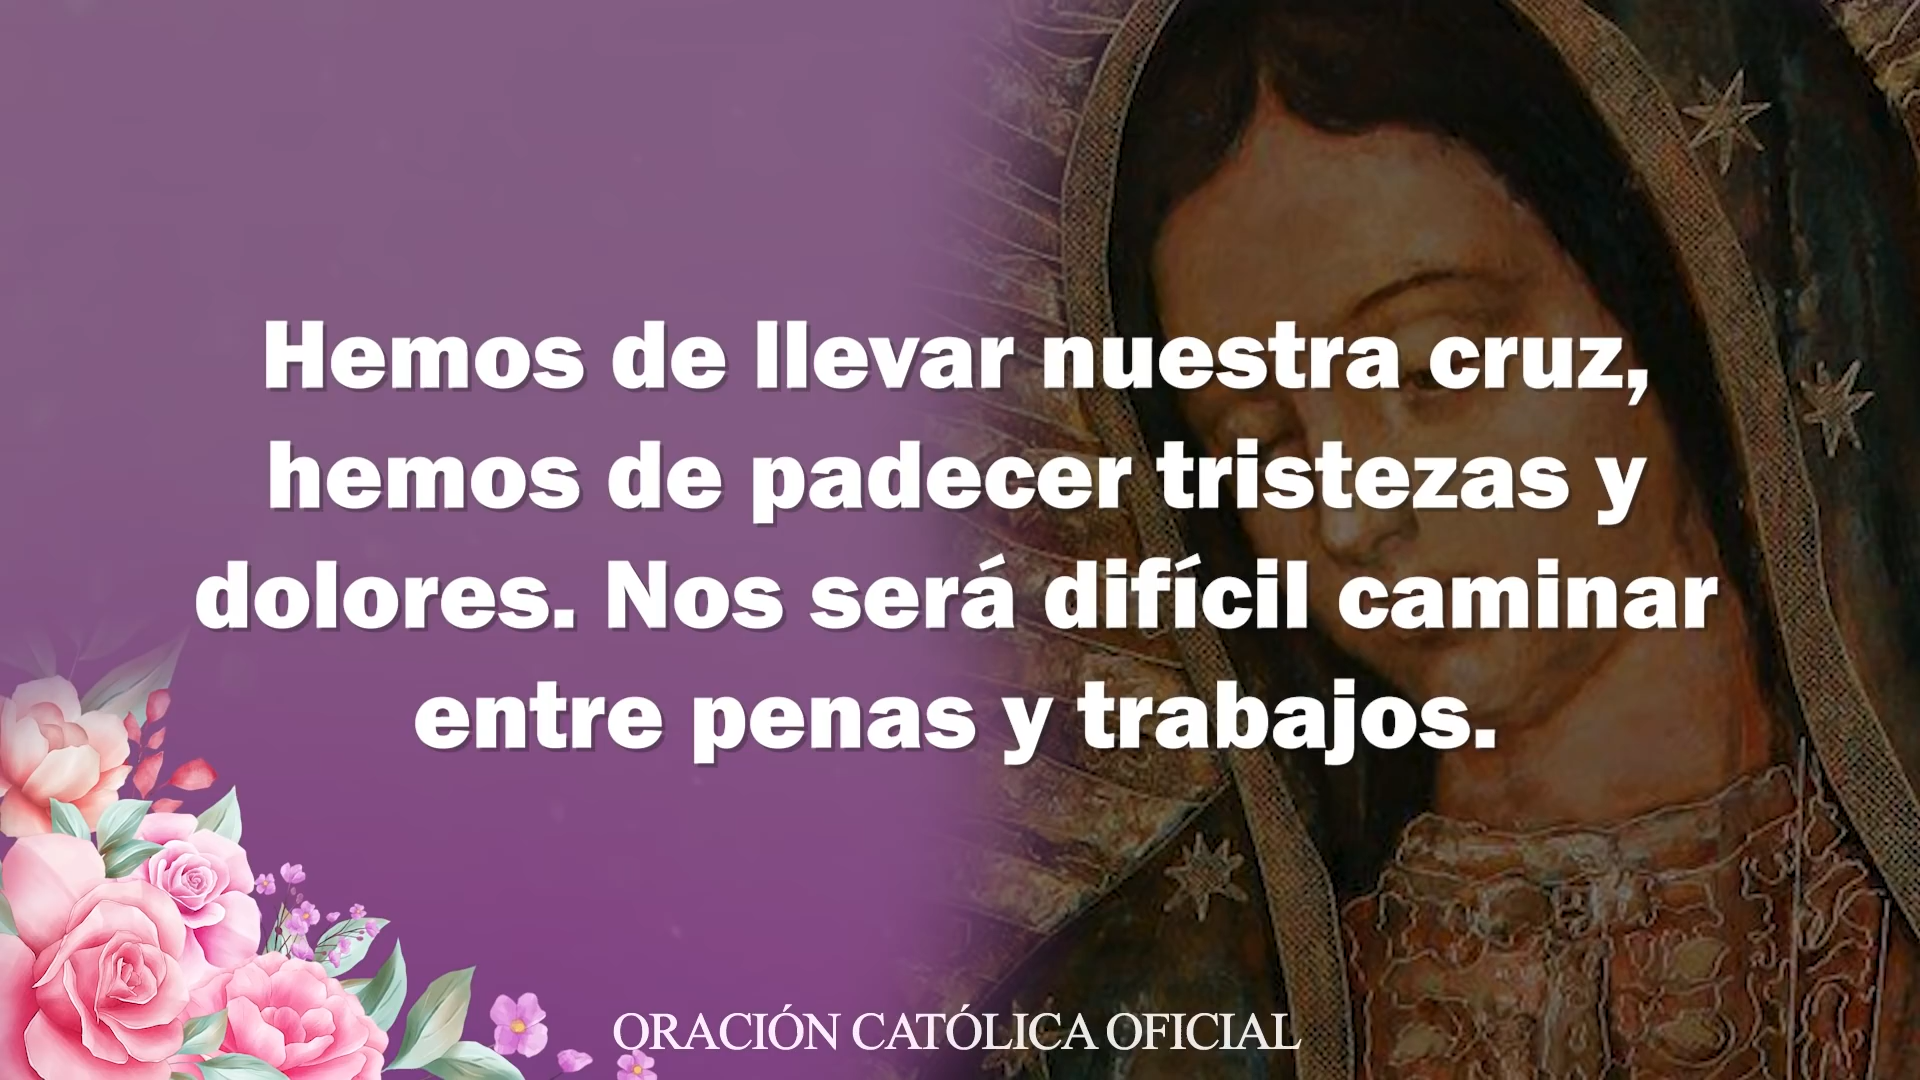 Hemos de llevar nuestra cruz,
hemos de padecer tristezas y
dolores. Nos será difícil caminar
entre penas y trabajos.
ORACIÓN CATÓLICA OFICIAL